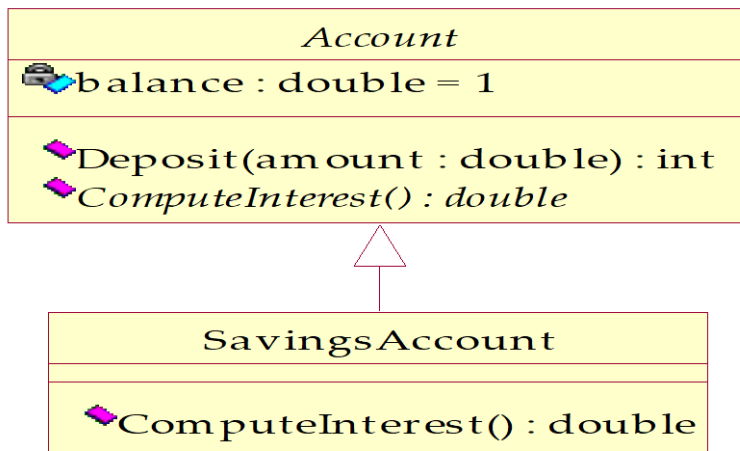 Account
balance : double = 1
Deposit(amount : double) : int
ComputeInterest() : double
SavingsAccount
ComputeInterest() : double